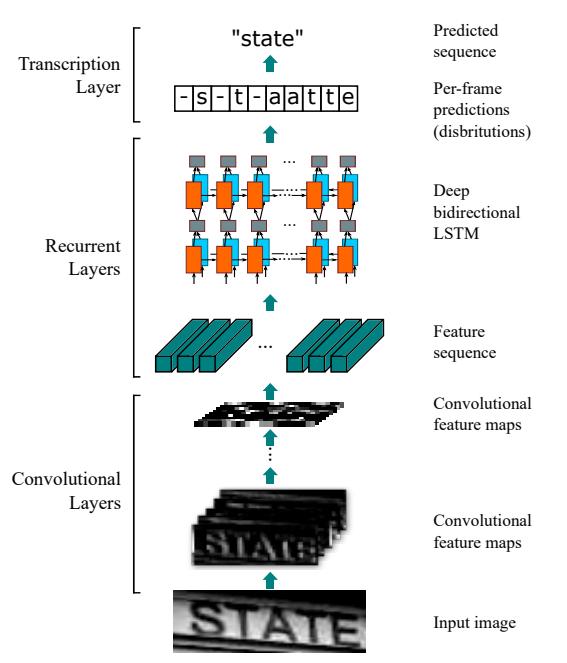 "state"
Predicted
sequence
Transcription
Layer
-s-t-aatte
Per-frame
predictions
(disbritutions)
...
Deep
bidirectional
LSTM
Recurrent
Layers
...
Feature
sequence
Convolutional
feature maps
Convolutional
Layers
STATE
Convolutional
feature maps
STATE
Input image